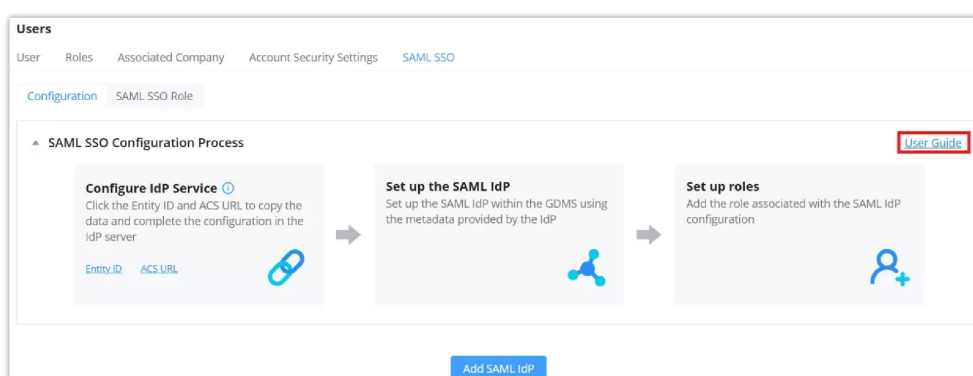 Users
User Roles Associated Company Account Security Settings SAML SSO
Configuration SAML SSO Role
SAML SSO Configuration Process User Guide
Configure IdP Service
Click the Entity ID and ACS URL to copy the
data and complete the configuration in the
IdP server
Entity ID ACS URL
Set up the SAML IdP
Set up the SAML IdP within the GDMS using
the metadata provided by the IdP
Set up roles
Add the role associated with the SAML IdP
configuration
Add SAML IdP